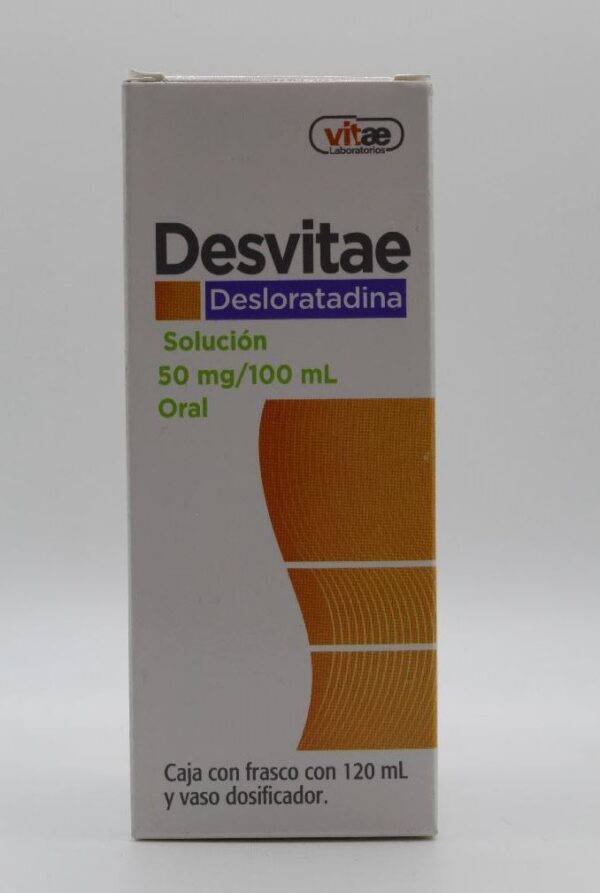 vitae
Laboratorios
Desvitae
Desloratadina
Solución
50 mg/100 mL
Oral
Caja con frasco con 120 mL
y vaso dosificador.